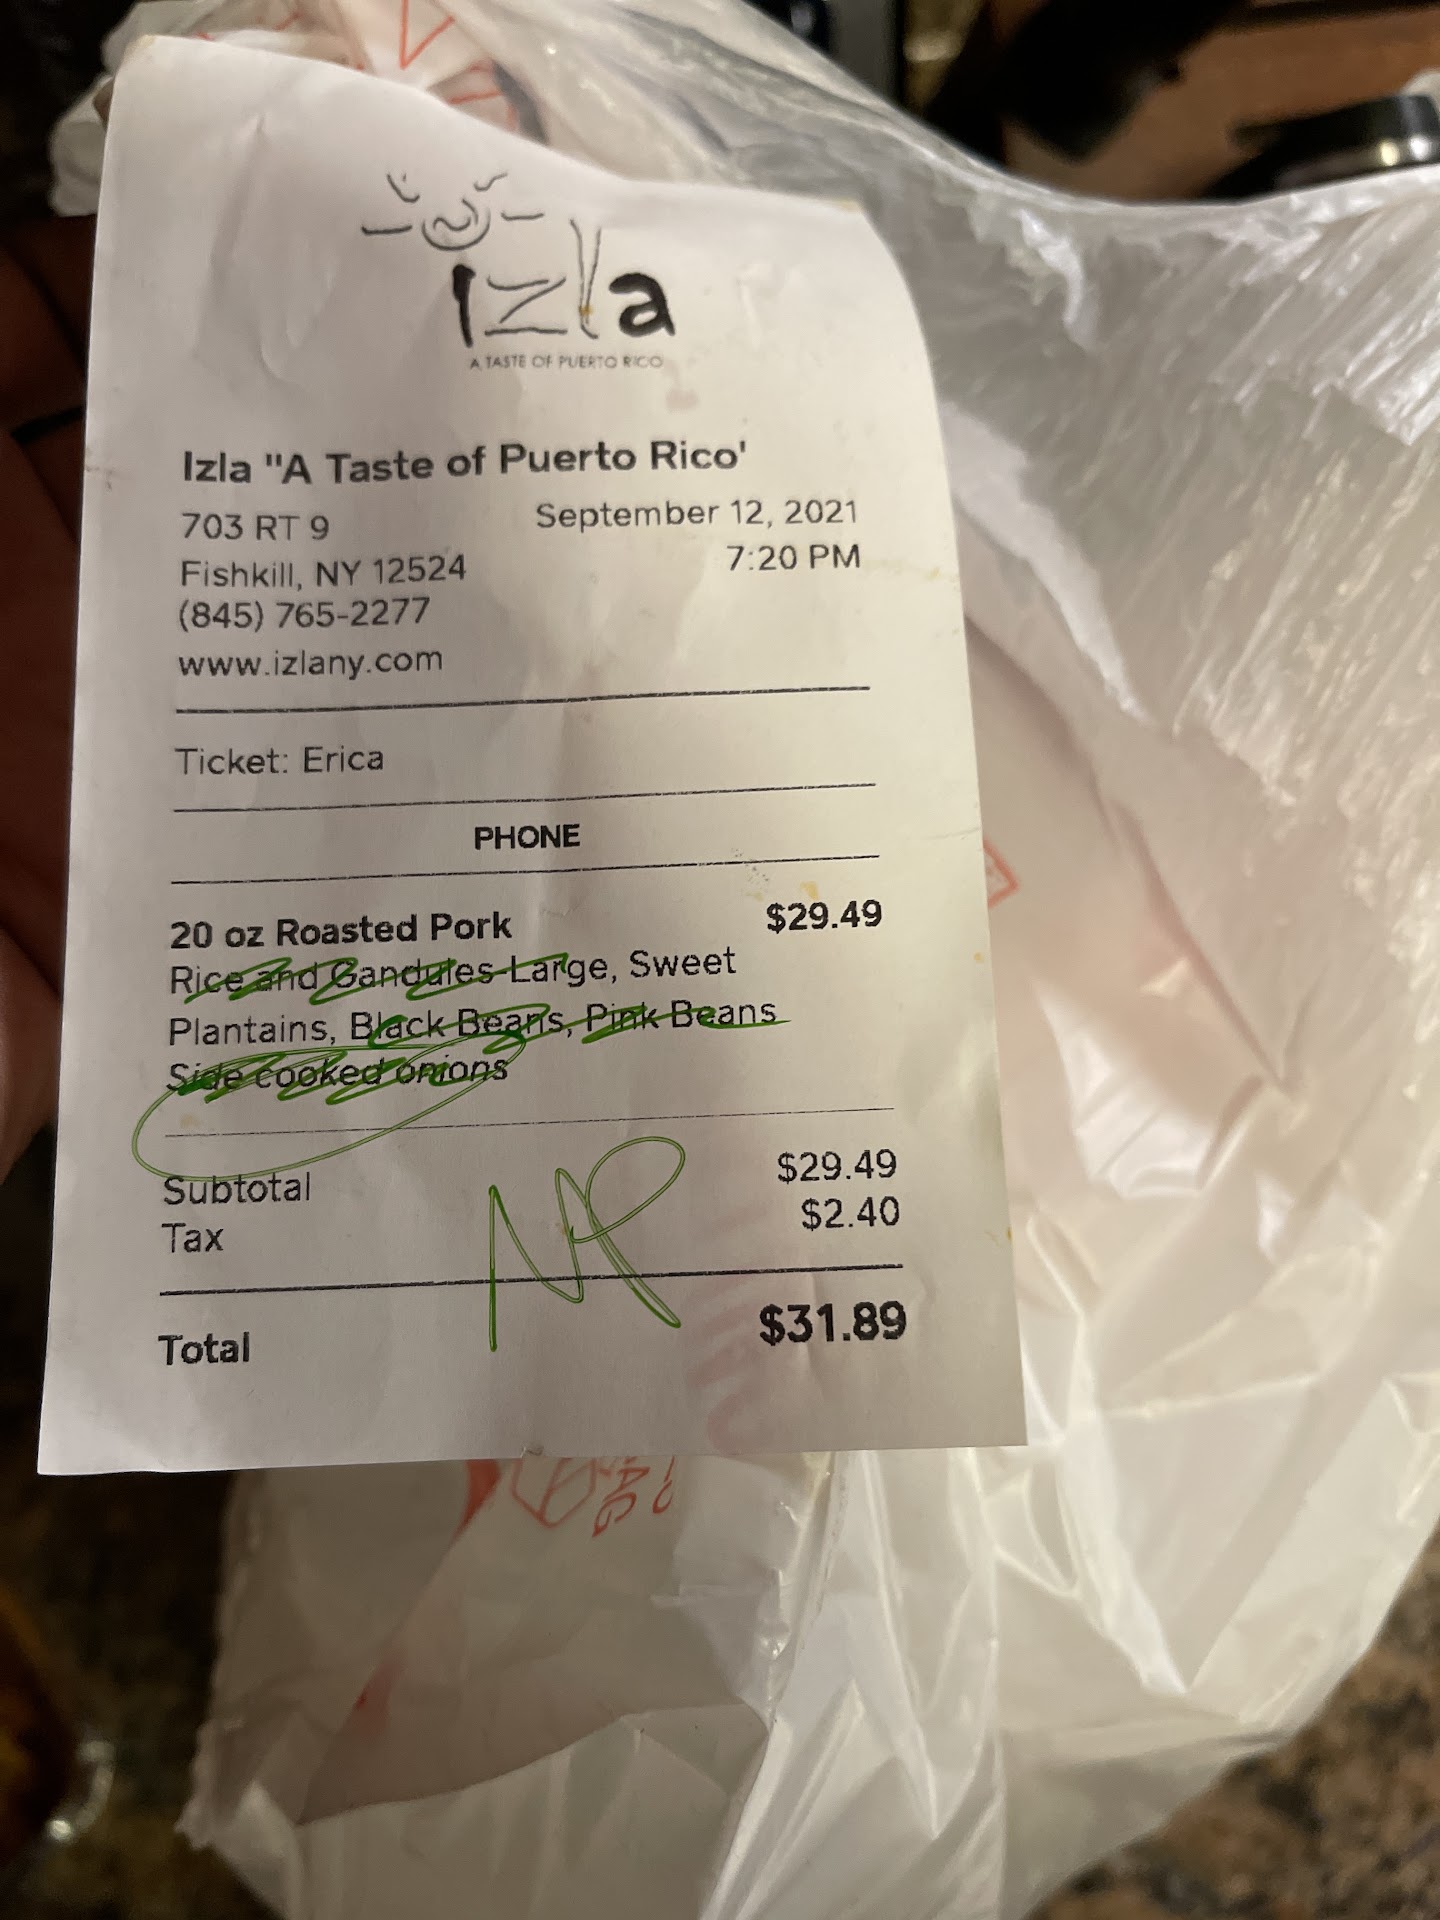 Izla
A TASTE OF PUERTO RICO
Izla "A Taste of Puerto Rico'
703 RT 9 September 12, 2021
Fishkill, NY 12524 7:20 PM
(845) 765-2277
www.izlany.com
Ticket: Erica
PHONE
20 oz Roasted Pork $29.49
Rice and Gandules Large, Sweet
Plantains, Black Beans, Pink Beans
Side cooked onions
Subtotal $29.49
Tax $2.40
NP
Total $31.89